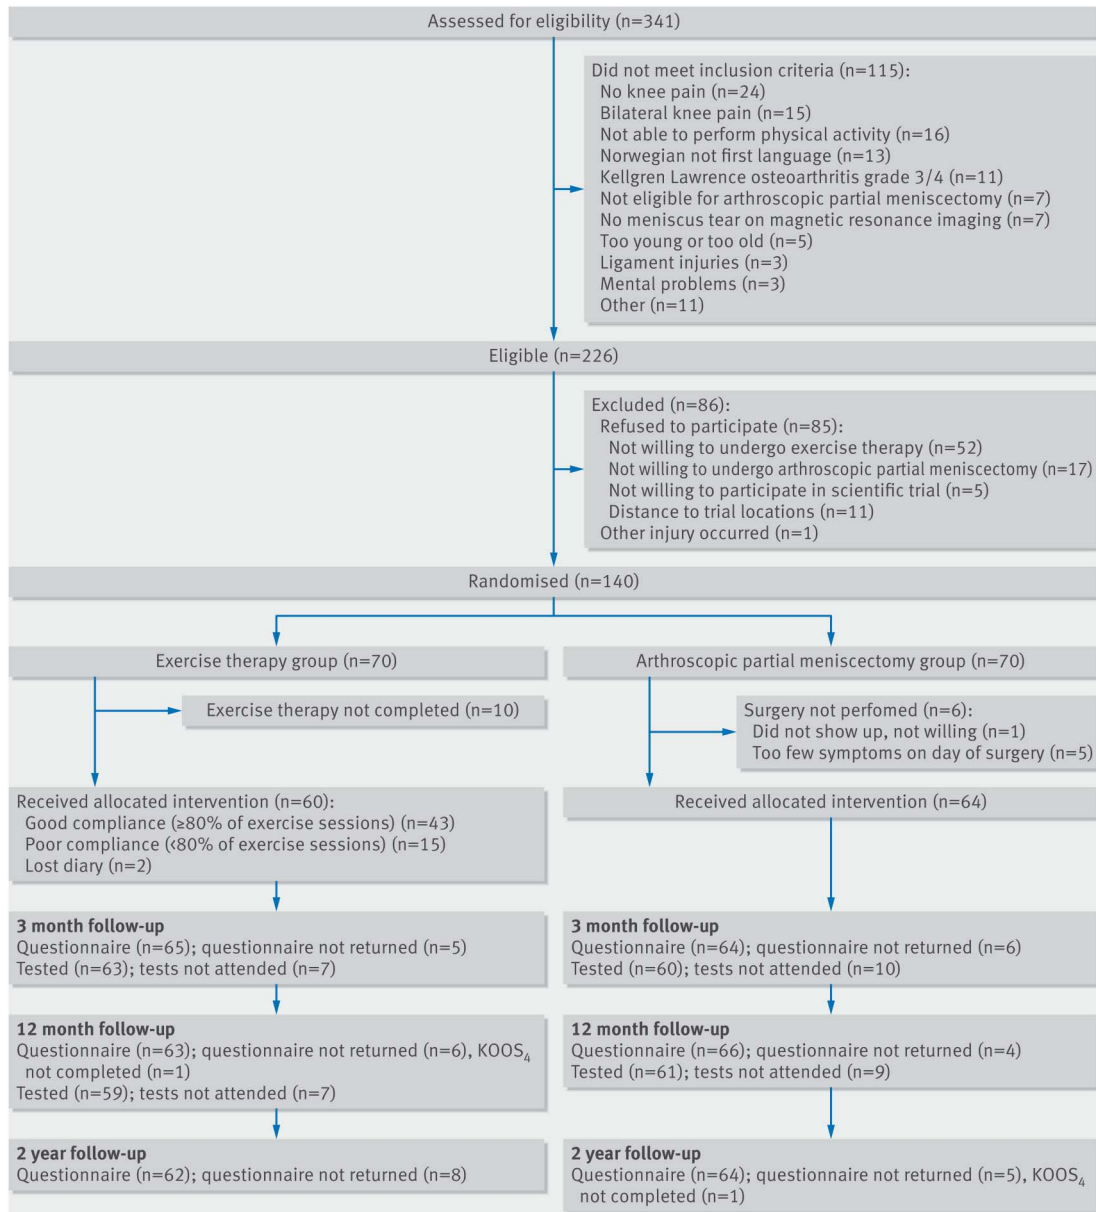 Assessed for eligibility (n=341)
Did not meet inclusion criteria (n=115):
No knee pain (n=24)
Bilateral knee pain (n=15)
Not able to perform physical activity (n=16)
Norwegian not first language (n=13)
Kellgren Lawrence osteoarthritis grade 3/4 (n=11)
Not eligible for arthroscopic partial meniscectomy (n=7)
No meniscus tear on magnetic resonance imaging (n=7)
Too young or too old (n=5)
Ligament injuries (n=3)
Mental problems (n=3)
Other (n=11)
Eligible (n=226)
Excluded (n=86):
Refused to participate (n=85):
Not willing to undergo exercise therapy (n=52)
Not willing to undergo arthroscopic partial meniscectomy (n=17)
Not willing to participate in scientific trial (n=5)
Distance to trial locations (n=11)
Other injury occurred (n=1)
Randomised (n=140)
Exercise therapy group (n=70)
Exercise therapy not completed (n=10)
Received allocated intervention (n=60):
Good compliance (≥80% of exercise sessions) (n=43)
Poor compliance (<80% of exercise sessions) (n=15)
Lost diary (n=2)
3 month follow-up
Questionnaire (n=65); questionnaire not returned (n=5)
Tested (n=63); tests not attended (n=7)
12 month follow-up
Questionnaire (n=63); questionnaire not returned (n=6), KOOS₄
not completed (n=1)
Tested (n=59); tests not attended (n=7)
2 year follow-up
Questionnaire (n=62); questionnaire not returned (n=8)
Arthroscopic partial meniscectomy group (n=70)
Surgery not perfomed (n=6):
Did not show up, not willing (n=1)
Too few symptoms on day of surgery (n=5)
Received allocated intervention (n=64)
3 month follow-up
Questionnaire (n=64); questionnaire not returned (n=6)
Tested (n=60); tests not attended (n=10)
12 month follow-up
Questionnaire (n=66); questionnaire not returned (n=4)
Tested (n=61); tests not attended (n=9)
2 year follow-up
Questionnaire (n=64); questionnaire not returned (n=5), KOOS₄
not completed (n=1)